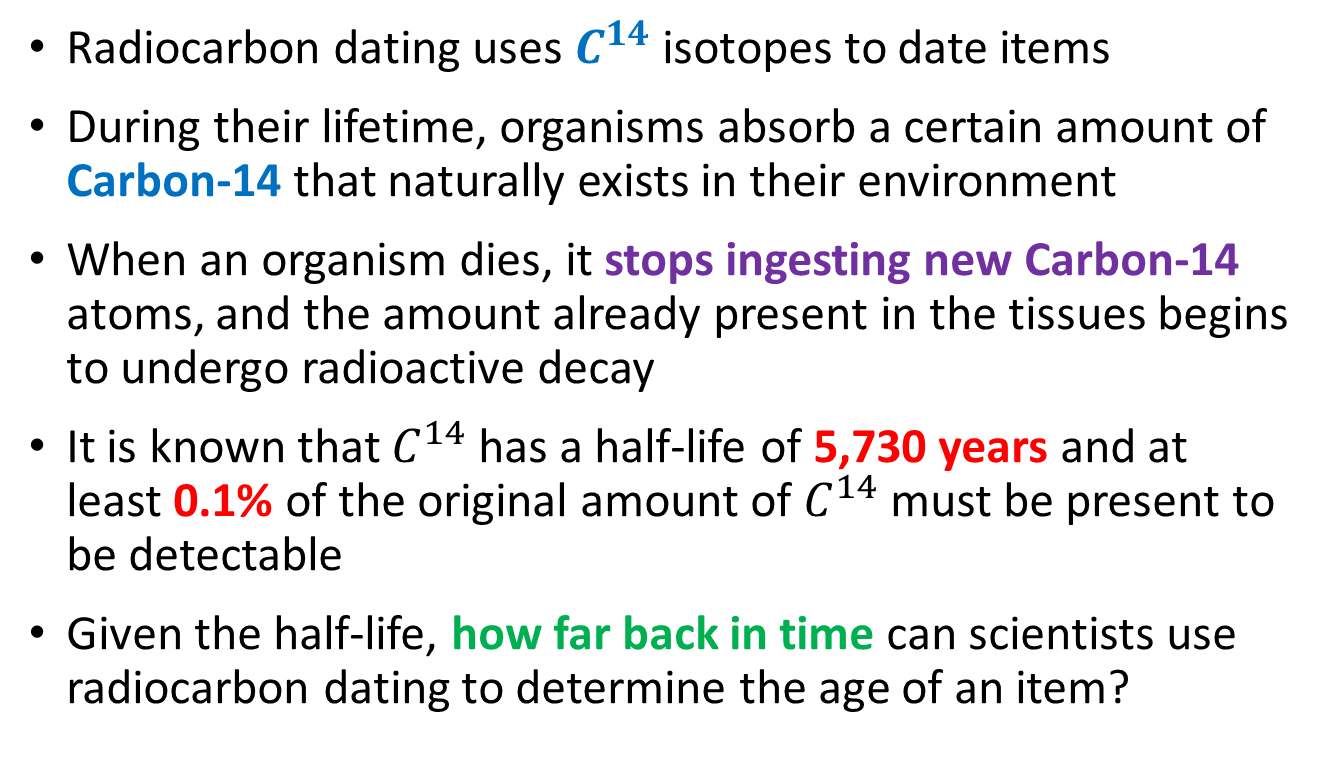 • Radiocarbon dating uses C¹⁴ isotopes to date items
• During their lifetime, organisms absorb a certain amount of
Carbon-14 that naturally exists in their environment
• When an organism dies, it stops ingesting new Carbon-14
atoms, and the amount already present in the tissues begins
to undergo radioactive decay
• It is known that C¹⁴ has a half-life of 5,730 years and at
least 0.1% of the original amount of C¹⁴ must be present to
be detectable
• Given the half-life, how far back in time can scientists use
radiocarbon dating to determine the age of an item?